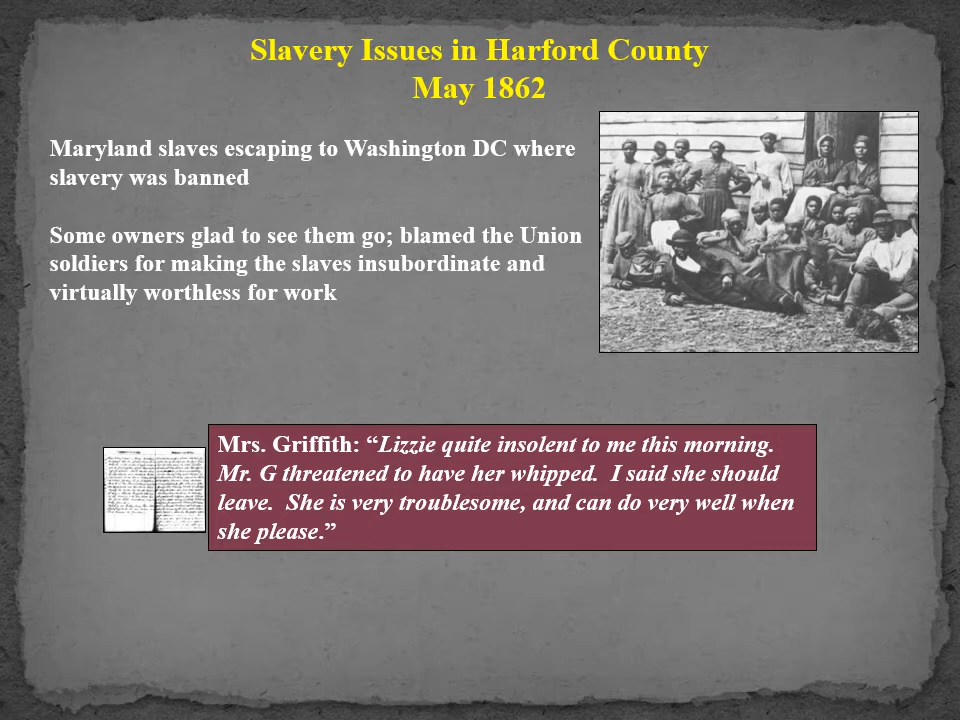 Slavery Issues in Harford County
May 1862
Maryland slaves escaping to Washington DC where
slavery was banned
Some owners glad to see them go; blamed the Union
soldiers for making the slaves insubordinate and
virtually worthless for work
Mrs. Griffith: “Lizzie quite insolent to me this morning.
Mr. G threatened to have her whipped.  I said she should
leave.  She is very troublesome, and can do very well when
she please.”